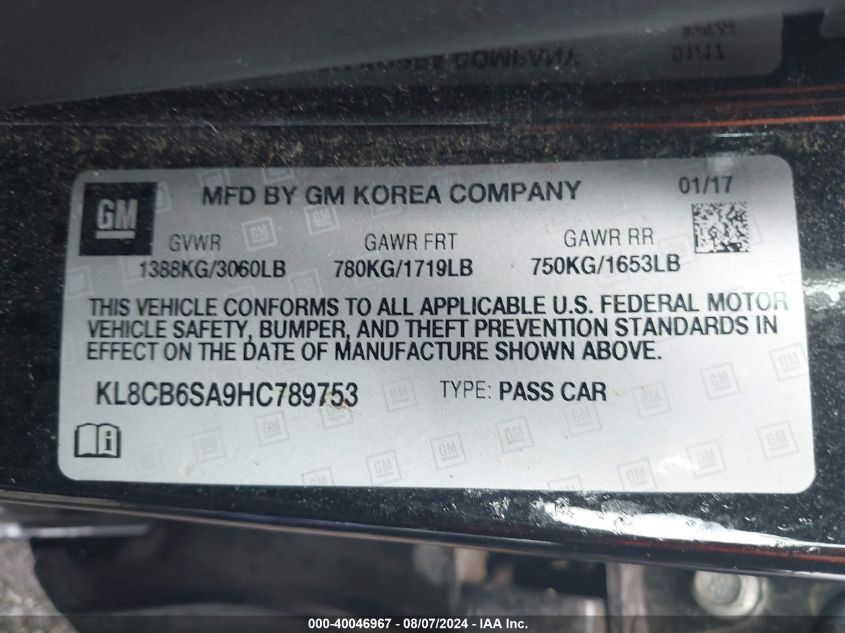 GM
MFD BY GM KOREA COMPANY
01/17
GVWR GAWR FRT GAWR RR
1388KG/3060LB 780KG/1719LB 750KG/1653LB
THIS VEHICLE CONFORMS TO ALL APPLICABLE U.S. FEDERAL MOTOR
VEHICLE SAFETY, BUMPER, AND THEFT PREVENTION STANDARDS IN
EFFECT ON THE DATE OF MANUFACTURE SHOWN ABOVE.
KL8CB6SA9HC789753 TYPE: PASS CAR
000-40046967 - 08/07/2024 - IAA Inc.